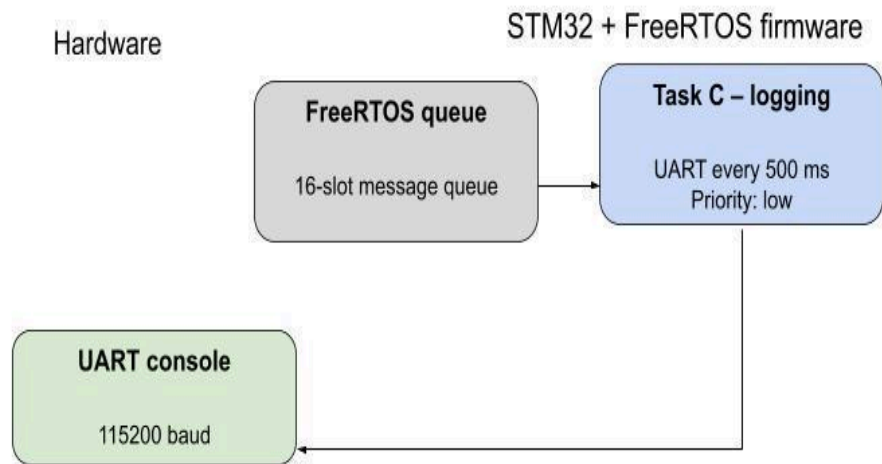 Hardware
STM32 + FreeRTOS firmware
FreeRTOS queue
16-slot message queue
Task C – logging
UART every 500 ms
Priority: low
UART console
115200 baud